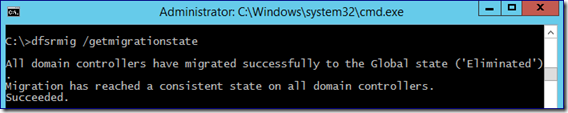 Administrator: C:\Windows\system32\cmd.exe
C:\>dfsrmig /getmigrationstate
All domain controllers have migrated successfully to the Global state ('Eliminated')
.
Migration has reached a consistent state on all domain controllers.
Succeeded.